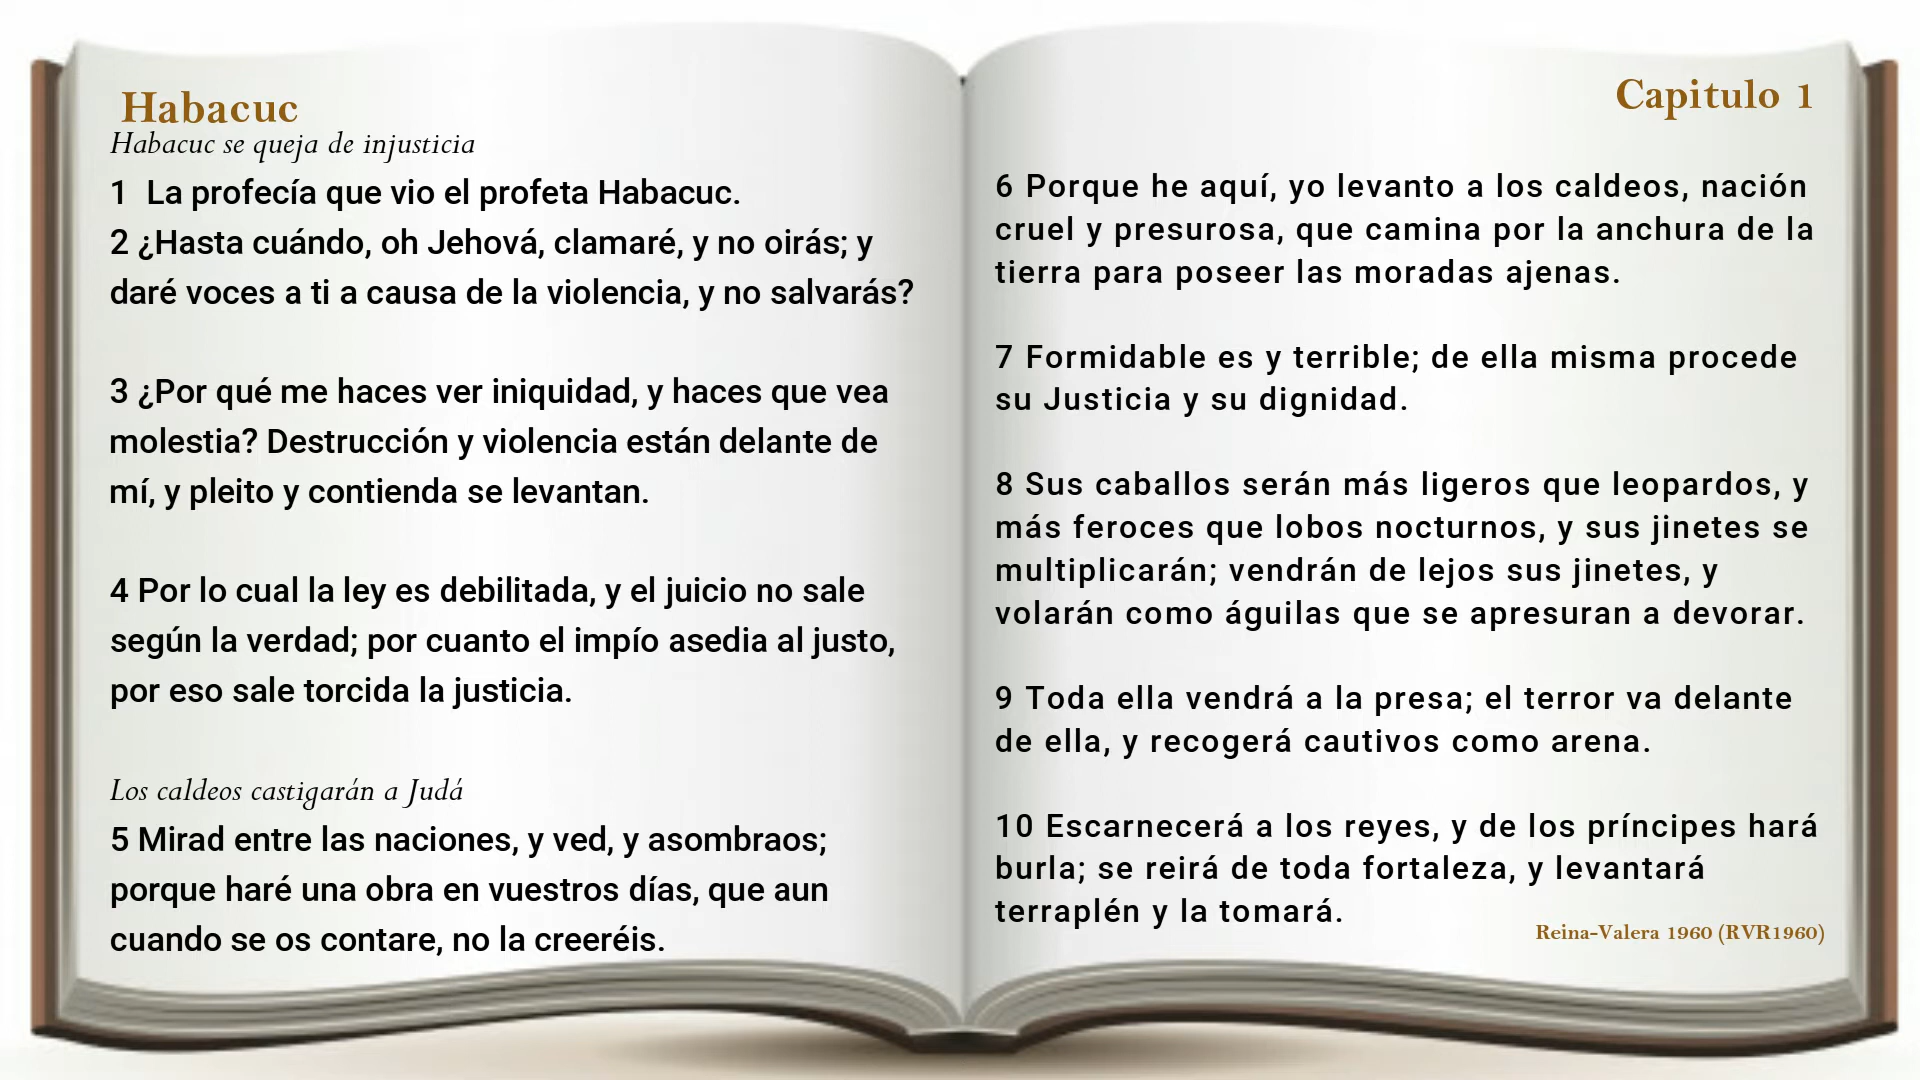 Habacuc
Habacuc se queja de injusticia
1 La profecía que vio el profeta Habacuc.
2 ¿Hasta cuándo, oh Jehová, clamaré, y no oirás; y
daré voces a ti a causa de la violencia, y no salvarás?
3 ¿Por qué me haces ver iniquidad, y haces que vea
molestia? Destrucción y violencia están delante de
mí, y pleito y contienda se levantan.
4 Por lo cual la ley es debilitada, y el juicio no sale
según la verdad; por cuanto el impío asedia al justo,
por eso sale torcida la justicia.
Los caldeos castigarán a Judá
5 Mirad entre las naciones, y ved, y asombraos;
porque haré una obra en vuestros días, que aun
cuando se os contare, no la creeréis.
Capitulo 1
6 Porque he aquí, yo levanto a los caldeos, nación
cruel y presurosa, que camina por la anchura de la
tierra para poseer las moradas ajenas.
7 Formidable es y terrible; de ella misma procede
su Justicia y su dignidad.
8 Sus caballos serán más ligeros que leopardos, y
más feroces que lobos nocturnos, y sus jinetes se
multiplicarán; vendrán de lejos sus jinetes, y
volarán como águilas que se apresuran a devorar.
9 Toda ella vendrá a la presa; el terror va delante
de ella, y recogerá cautivos como arena.
10 Escarnecerá a los reyes, y de los príncipes hará
burla; se reirá de toda fortaleza, y levantará
terraplén y la tomará.
Reina-Valera 1960 (RVR1960)